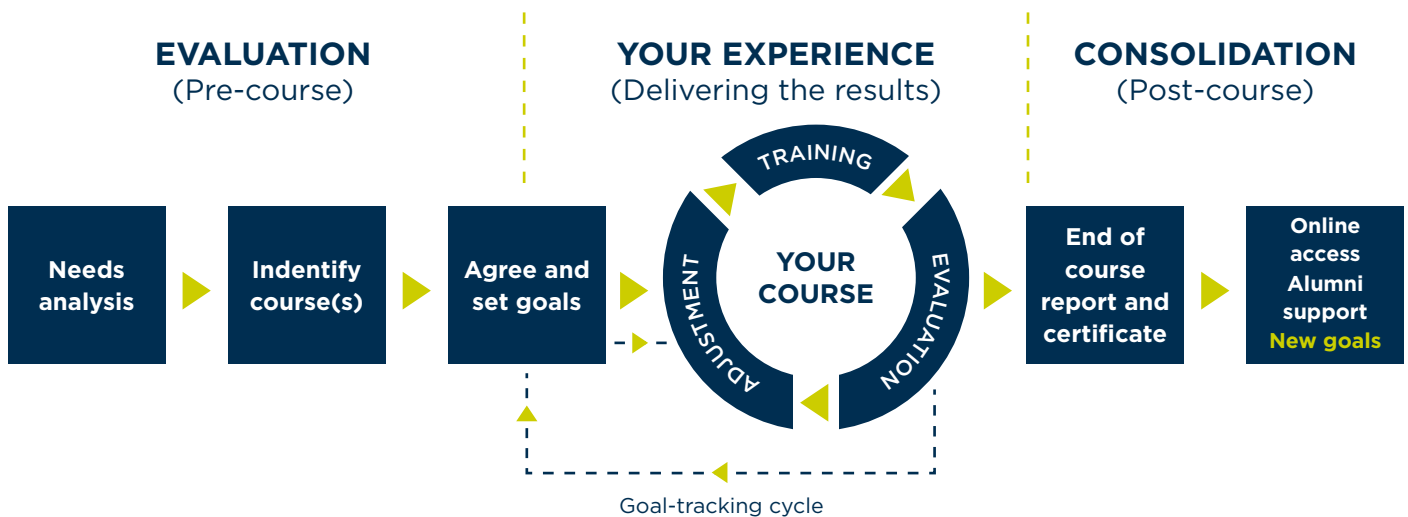 EVALUATION
(Pre-course)
YOUR EXPERIENCE
(Delivering the results)
CONSOLIDATION
(Post-course)
Needs
analysis
Indentify
course(s)
Agree and
set goals
TRAINING
EVALUATION
ADJUSTMENT
YOUR
COURSE
End of
course
report and
certificate
Online
access
Alumni
support
New goals
Goal-tracking cycle